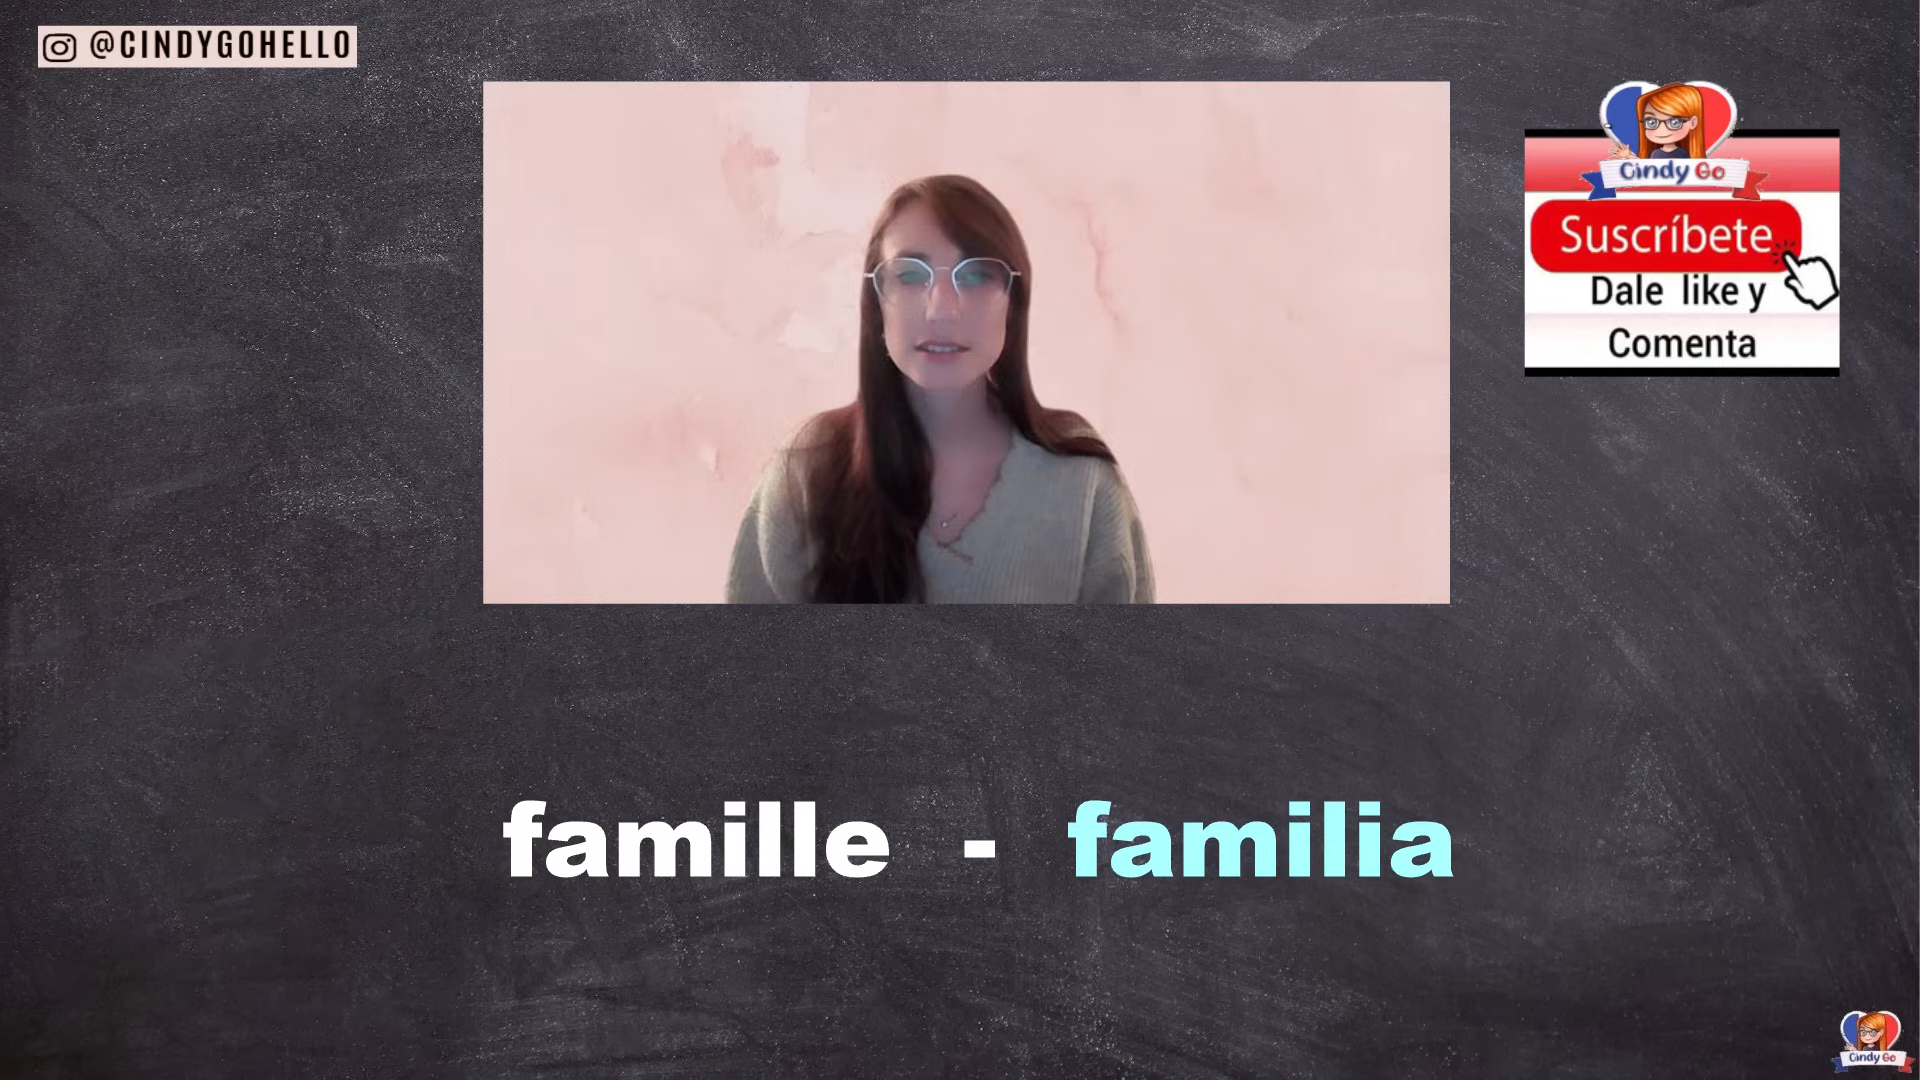 @CINDYGOHELLO
Cindy Go
Suscríbete
Dale like y
Comenta
famille - familia
Cindy Go